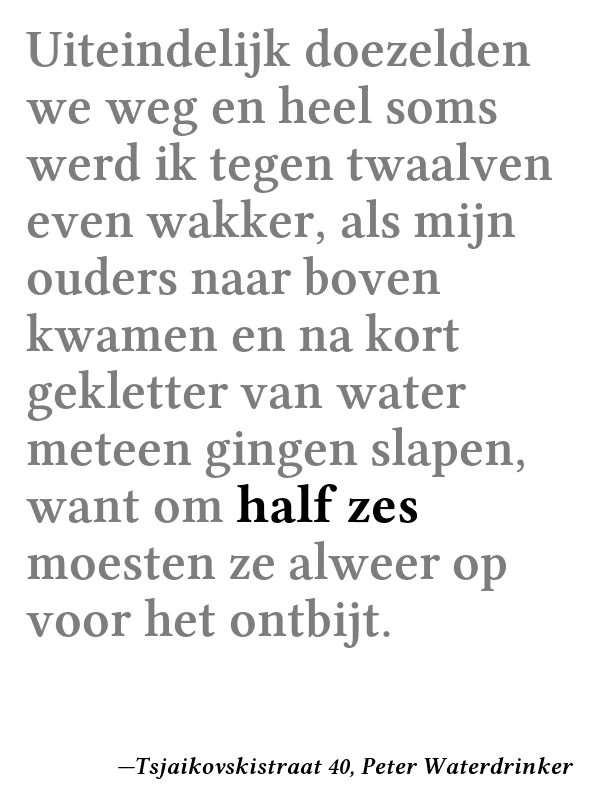 Uiteindelijk doezelden
we weg en heel soms
werd ik tegen twaalven
even wakker, als mijn
ouders naar boven
kwamen en na kort
gekletter van water
meteen gingen slapen,
want om half zes
moesten ze alweer op
voor het ontbijt.
—Tsjaikovskistraat 40, Peter Waterdrinker